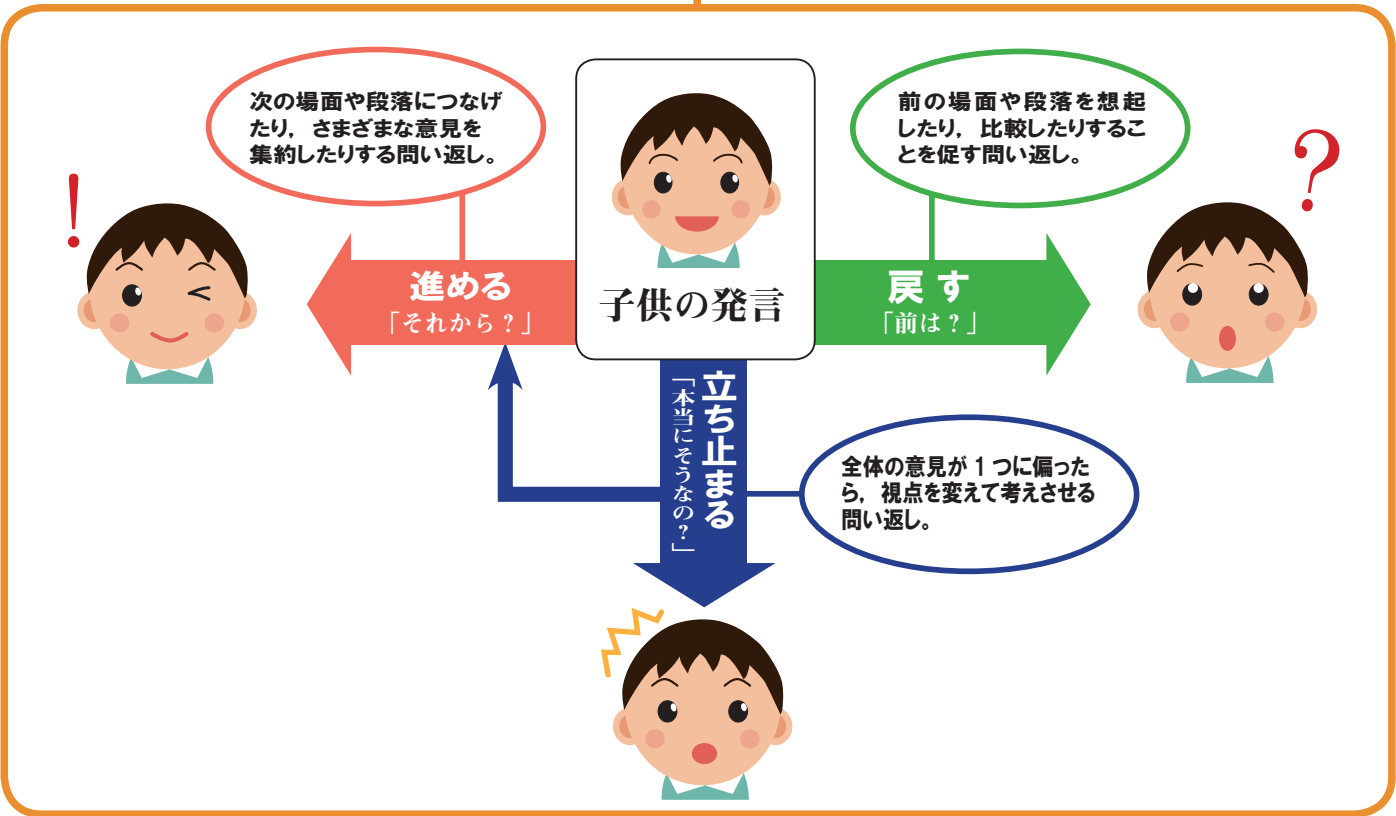 次の場面や段落につなげ
たり，さまざまな意見を
集約したりする問い返し。
前の場面や段落を想起
したり，比較したりするこ
とを促す問い返し。
!
?
進める
「それから？」
子供の発言
戻す
「前は？」
立ち止まる
「本当にそうなの？」
全体の意見が 1 つに偏った
ら，視点を変えて考えさせる
問い返し。